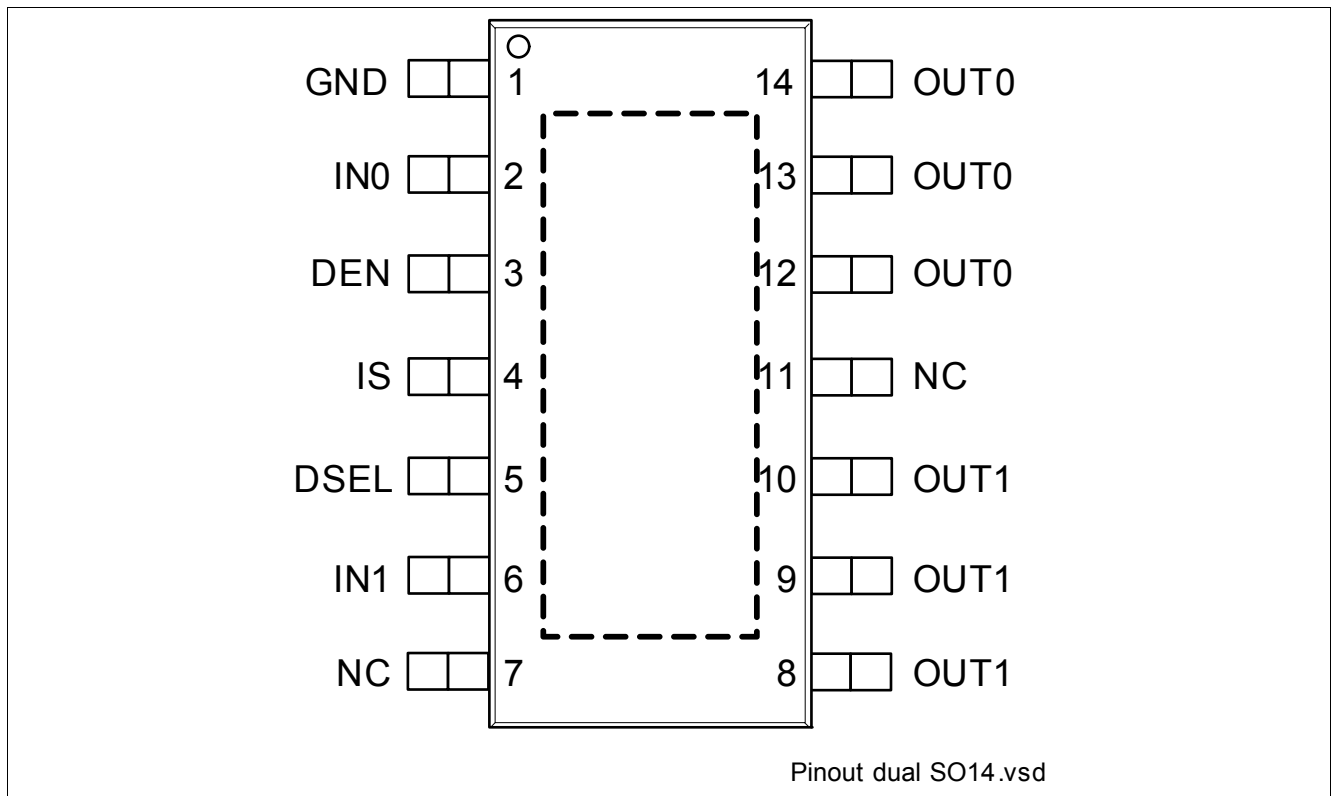 GND 1 14 OUT0
IN0 2 13 OUT0
DEN 3 12 OUT0
IS 4 11 NC
DSEL 5 10 OUT1
IN1 6 9 OUT1
NC 7 8 OUT1
Pinout dual SO14.vsd